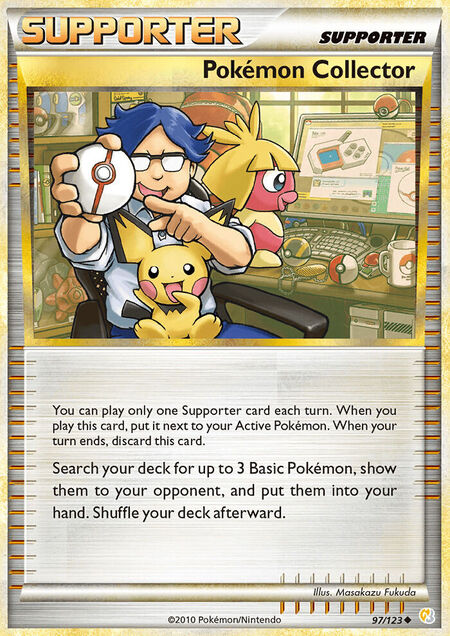 SUPPORTER
SUPPORTER
Pokémon Collector
You can play only one Supporter card each turn. When you
play this card, put it next to your Active Pokémon. When your
turn ends, discard this card.
Search your deck for up to 3 Basic Pokémon, show
them to your opponent, and put them into your
hand. Shuffle your deck afterward.
Illus. Masakazu Fukuda
©2010 Pokémon/Nintendo
97/123